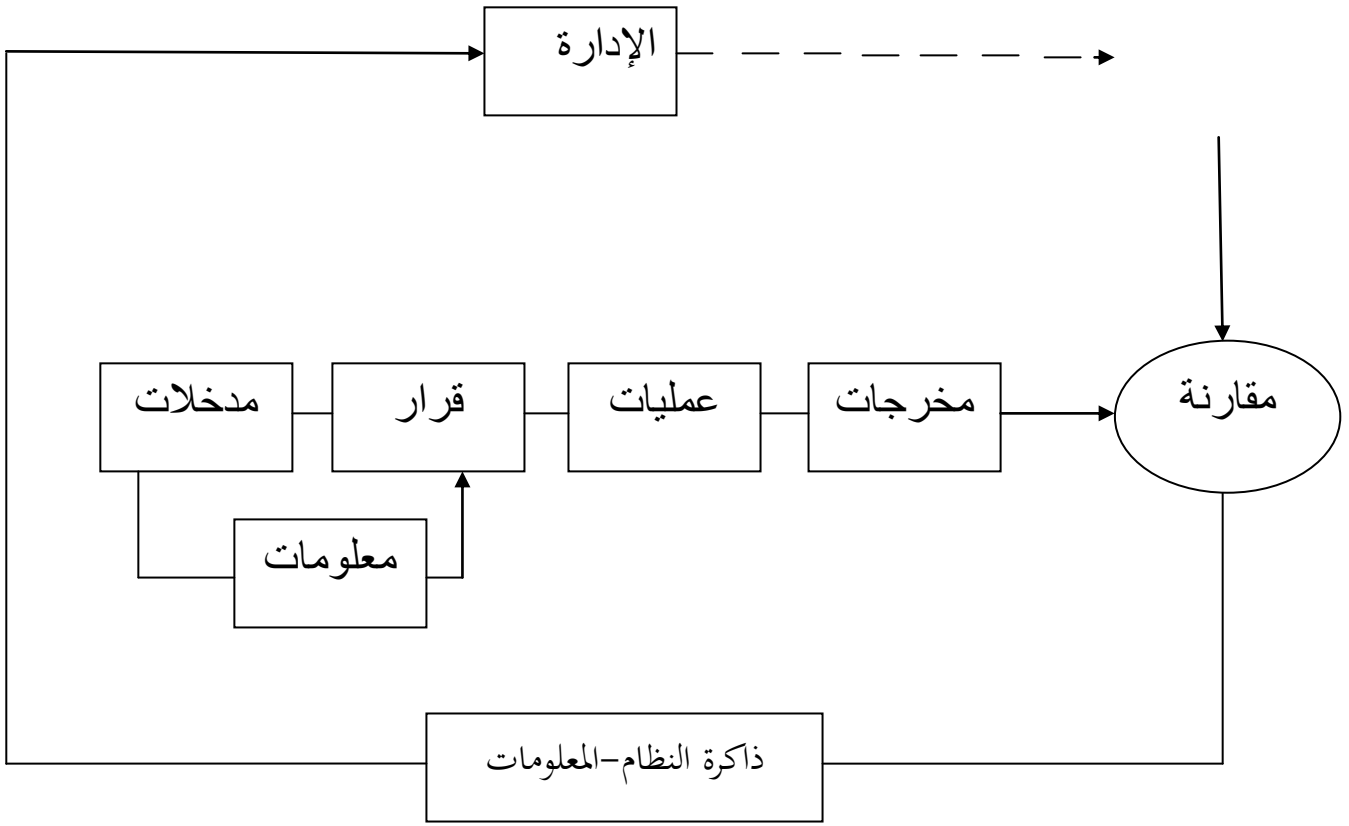 الإدارة
مدخلات
قرار
عمليات
مخرجات
مقارنة
معلومات
ذاكرة النظام-المعلومات